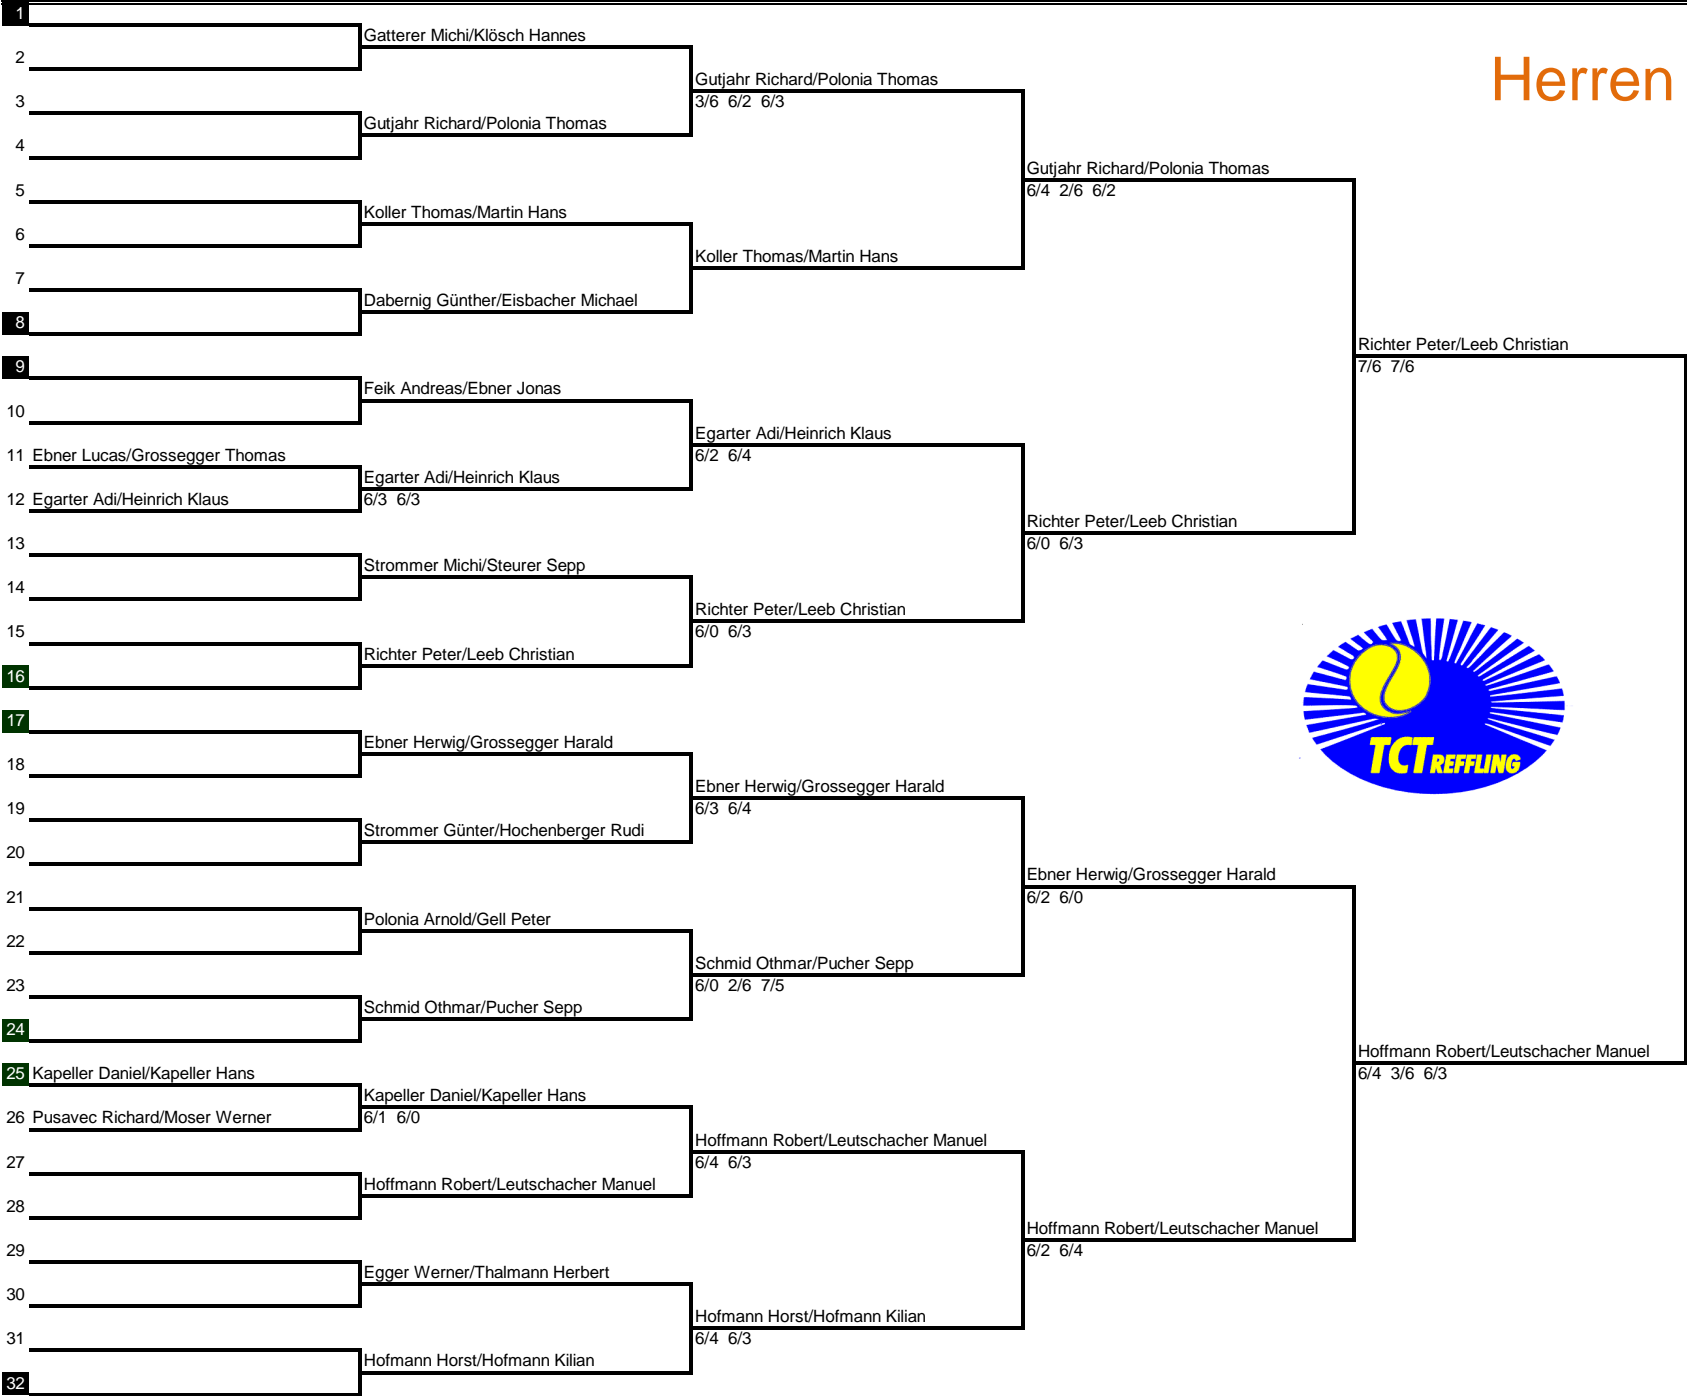 1
Gatterer Michi/Klösch Hannes
2
Herren
Gutjahr Richard/Polonia Thomas
3 3/6 6/2 6/3
Gutjahr Richard/Polonia Thomas
4
Gutjahr Richard/Polonia Thomas
5 6/4 2/6 6/2
Koller Thomas/Martin Hans
6
Koller Thomas/Martin Hans
7
Dabernig Günther/Eisbacher Michael
8
Richter Peter/Leeb Christian
9 7/6 7/6
Feik Andreas/Ebner Jonas
10
Egarter Adi/Heinrich Klaus
11 Ebner Lucas/Grossegger Thomas 6/2 6/4
Egarter Adi/Heinrich Klaus
12 Egarter Adi/Heinrich Klaus 6/3 6/3
Richter Peter/Leeb Christian
13 6/0 6/3
Strommer Michi/Steurer Sepp
14
Richter Peter/Leeb Christian
15 6/0 6/3
Richter Peter/Leeb Christian
16
17
Ebner Herwig/Grossegger Harald
18
TCT REFFLING
Ebner Herwig/Grossegger Harald
19 6/3 6/4
Strommer Günter/Hochenberger Rudi
20
Ebner Herwig/Grossegger Harald
21 6/2 6/0
Polonia Arnold/Gell Peter
22
Schmid Othmar/Pucher Sepp
23 6/0 2/6 7/5
Schmid Othmar/Pucher Sepp
24
Hoffmann Robert/Leutschacher Manuel
25 Kapeller Daniel/Kapeller Hans 6/4 3/6 6/3
Kapeller Daniel/Kapeller Hans
26 Pusavec Richard/Moser Werner 6/1 6/0
Hoffmann Robert/Leutschacher Manuel
27 6/4 6/3
Hoffmann Robert/Leutschacher Manuel
28
Hoffmann Robert/Leutschacher Manuel
29 6/2 6/4
Egger Werner/Thalmann Herbert
30
Hofmann Horst/Hofmann Kilian
31 6/4 6/3
Hofmann Horst/Hofmann Kilian
32